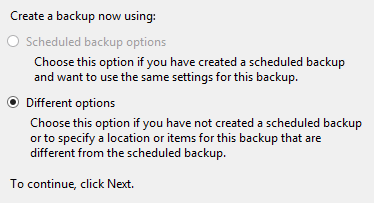 Create a backup now using:
Scheduled backup options
Choose this option if you have created a scheduled backup
and want to use the same settings for this backup.
Different options
Choose this option if you have not created a scheduled backup
or to specify a location or items for this backup that are
different from the scheduled backup.
To continue, click Next.